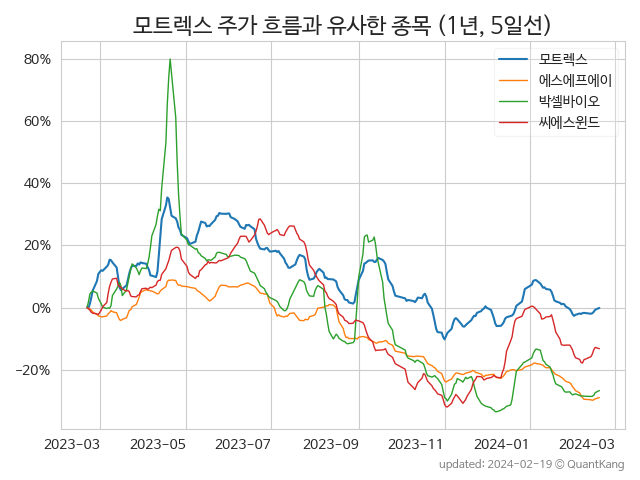 모트렉스 주가 흐름과 유사한 종목 (1년, 5일선)
모트렉스
에스에프에이
박셀바이오
씨에스윈드
80%
60%
40%
20%
0%
−20%
2023-03 2023-05 2023-07 2023-09 2023-11 2024-01 2024-03
updated: 2024-02-19 © QuantKang